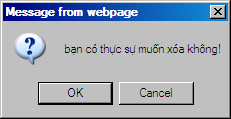 Message from webpage
bạn có thực sự muốn xóa không!
OK
Cancel